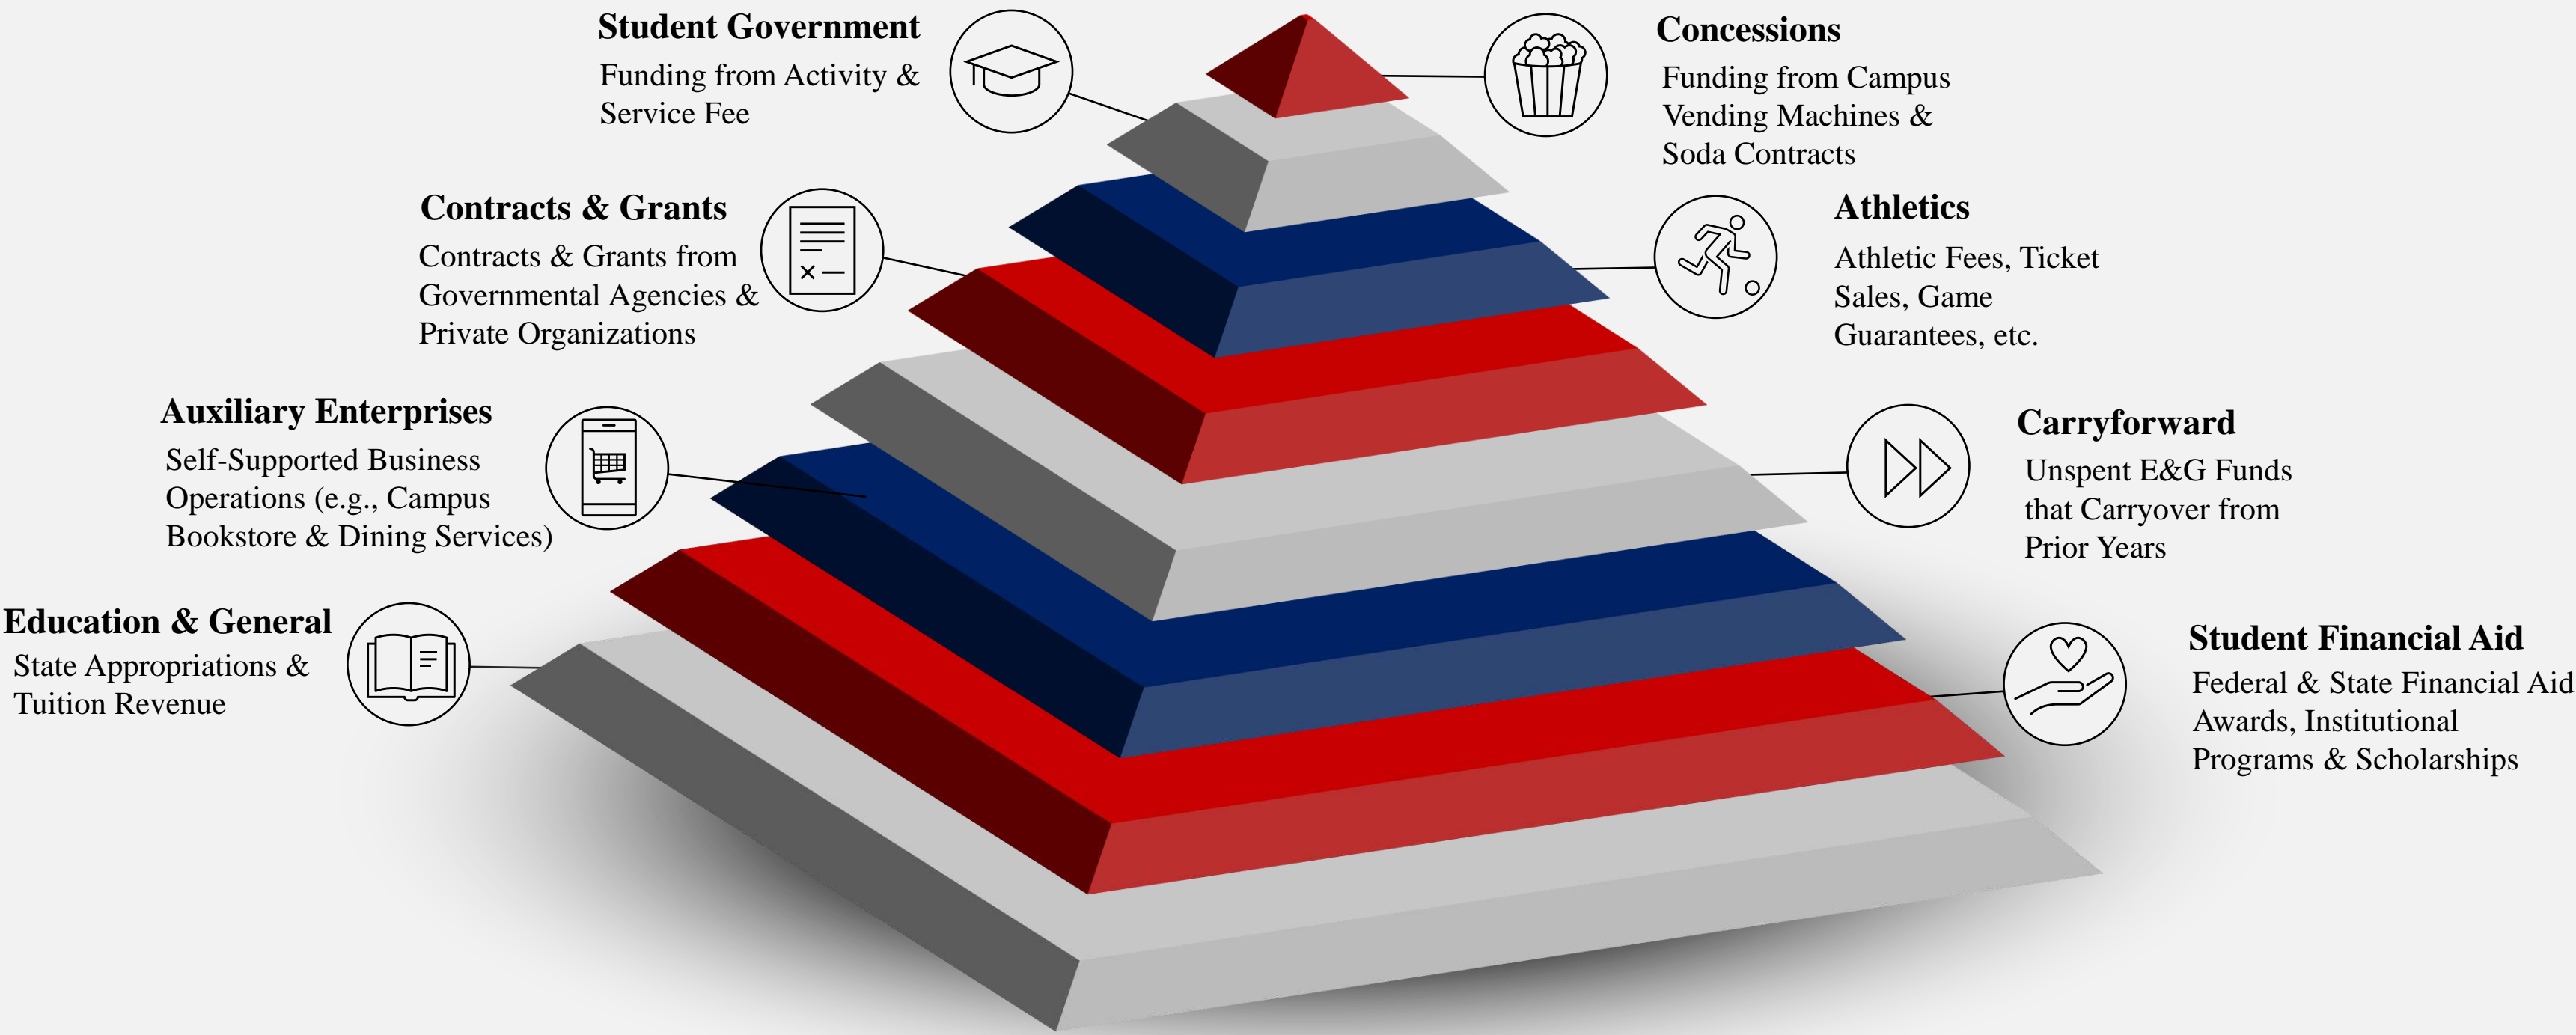 Student Government
Funding from Activity &
Service Fee
Concessions
Funding from Campus
Vending Machines &
Soda Contracts
Contracts & Grants
Contracts & Grants from
Governmental Agencies &
Private Organizations
Athletics
Athletic Fees, Ticket
Sales, Game
Guarantees, etc.
Auxiliary Enterprises
Self-Supported Business
Operations (e.g., Campus
Bookstore & Dining Services)
Carryforward
Unspent E&G Funds
that Carryover from
Prior Years
Education & General
State Appropriations &
Tuition Revenue
Student Financial Aid
Federal & State Financial Aid
Awards, Institutional
Programs & Scholarships